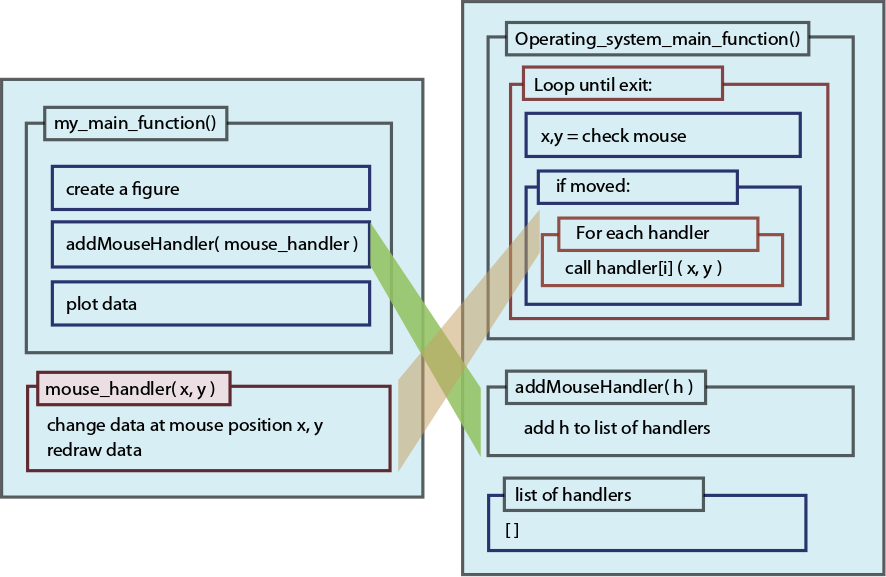 my_main_function()
create a figure
addMouseHandler( mouse_handler )
plot data
mouse_handler( x, y )
change data at mouse position x, y
redraw data
Operating_system_main_function()
Loop until exit:
x,y = check mouse
if moved:
For each handler
call handler[i] ( x, y )
addMouseHandler( h )
add h to list of handlers
list of handlers
[ ]